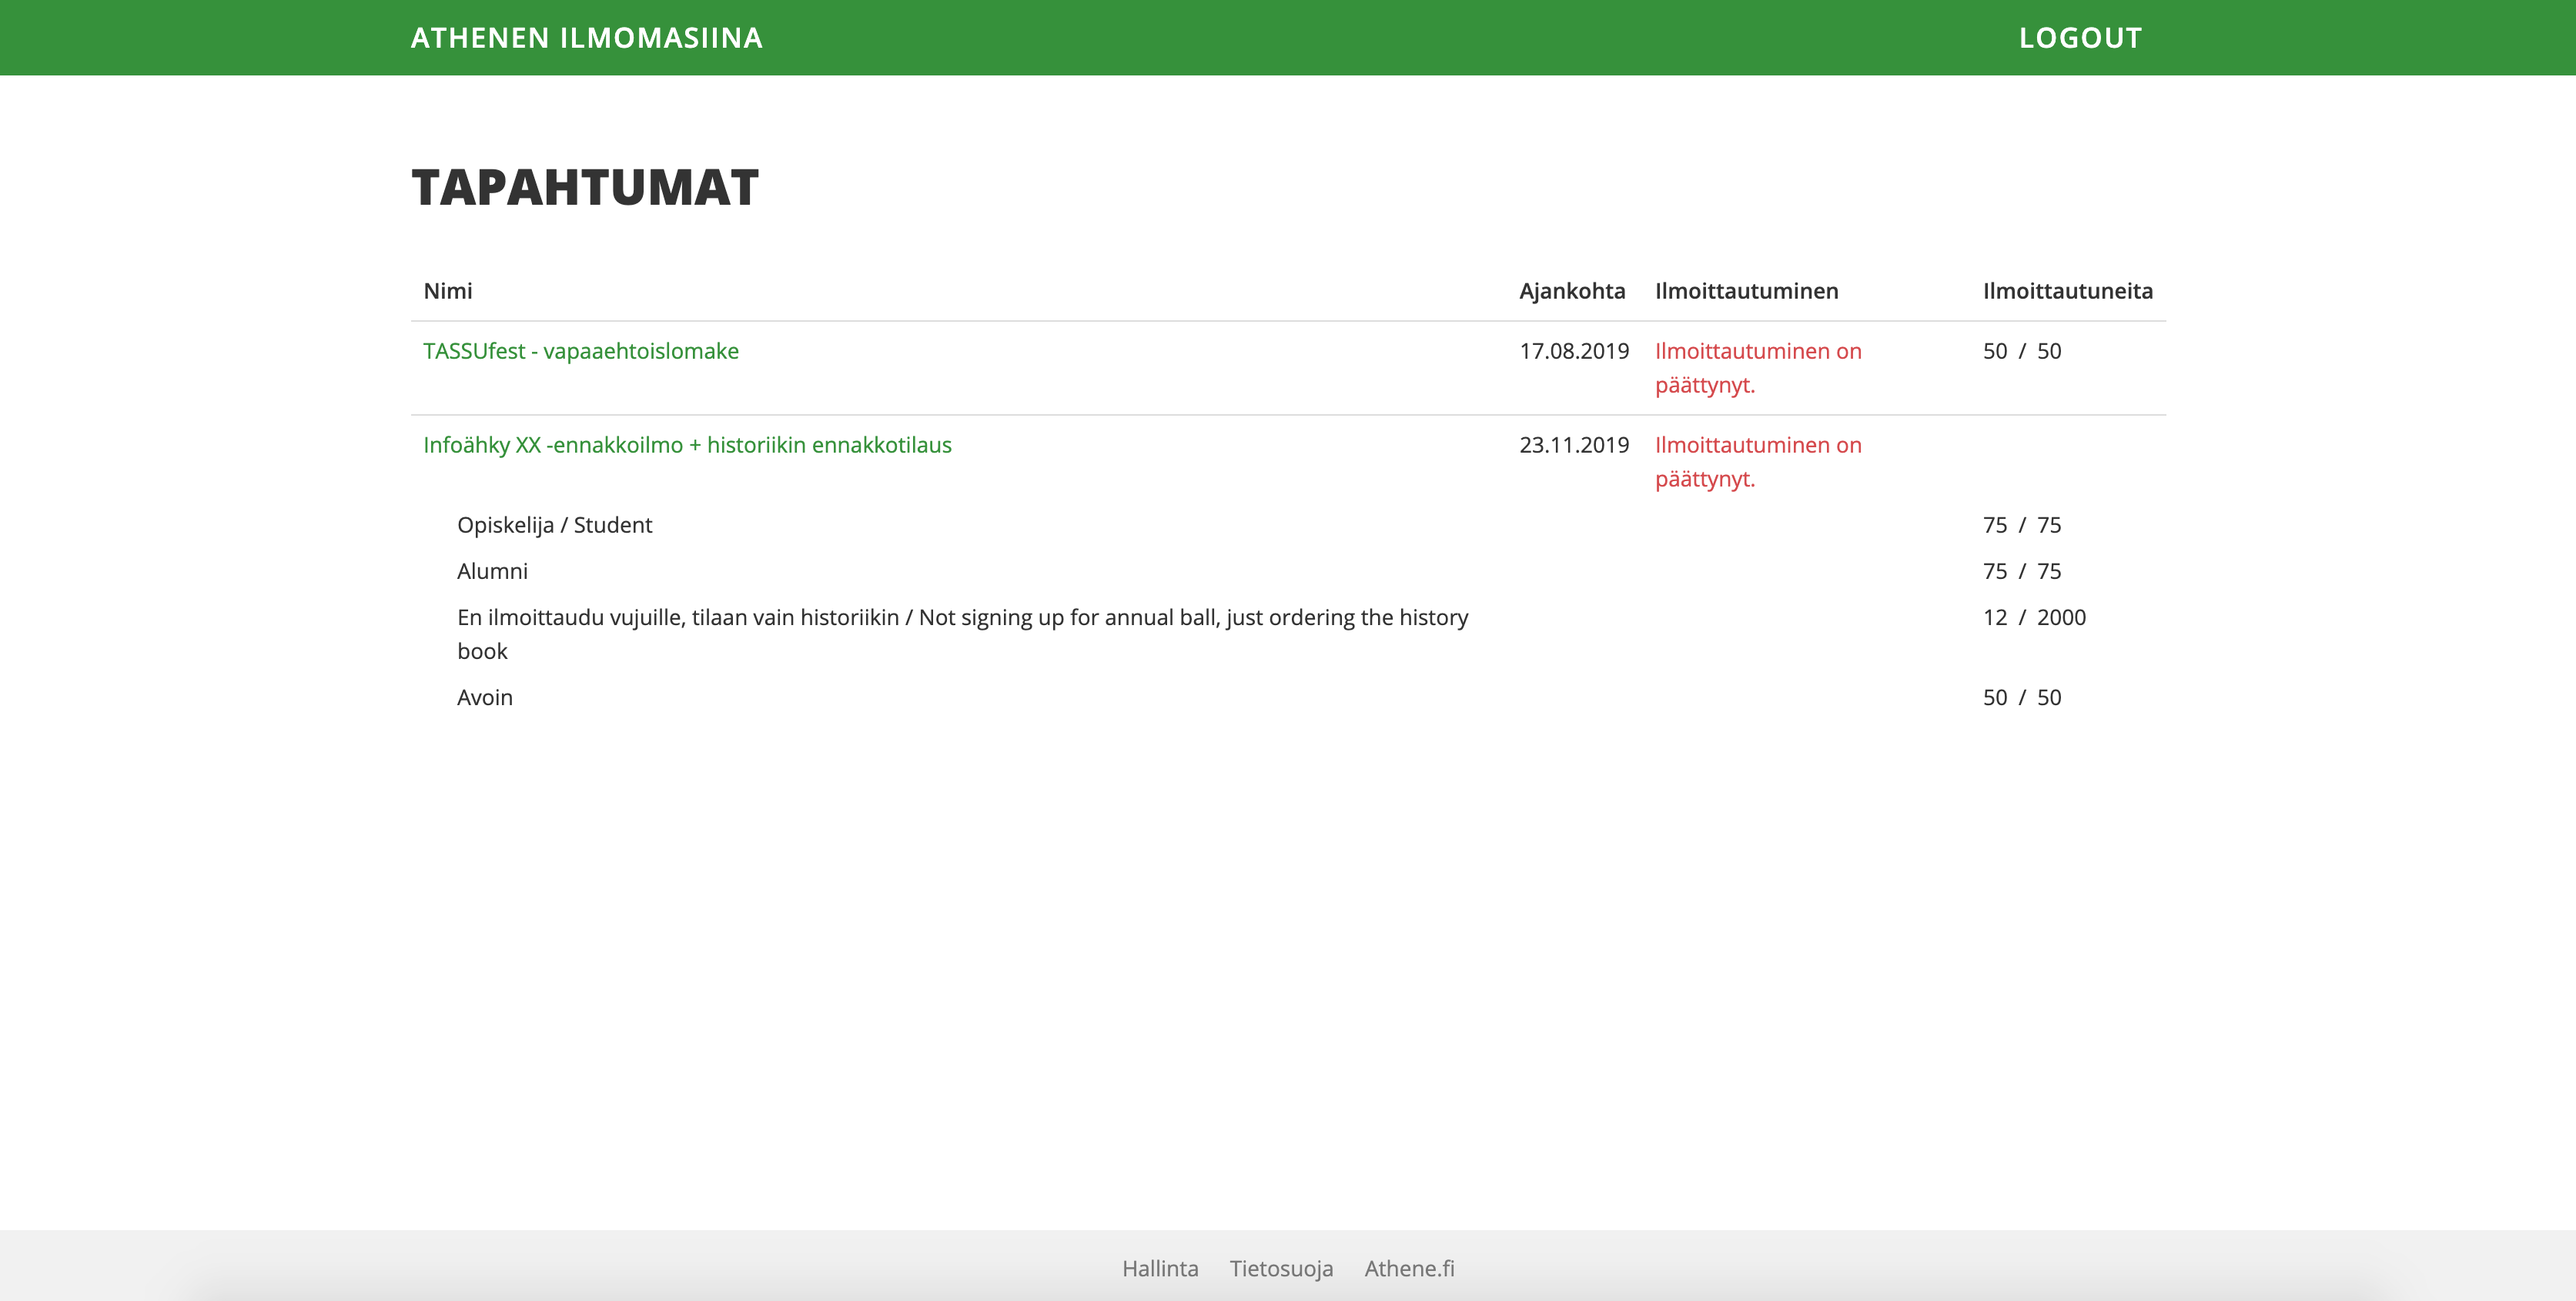 ATHENEN ILMOMASIINA LOGOUT
TAPAHTUMAT
Nimi Ajankohta Ilmoittautuminen Ilmoittautuneita
TASSUfest - vapaaehtoislomake 17.08.2019 Ilmoittautuminen on 50 / 50
päättynyt.
Infoähky XX -ennakkoilmo + historiikin ennakkotilaus 23.11.2019 Ilmoittautuminen on
päättynyt.
Opiskelija / Student 75 / 75
Alumni 75 / 75
En ilmoittaudu vujuille, tilaan vain historiikin / Not signing up for annual ball, just ordering the history 12 / 2000
book
Avoin 50 / 50
Hallinta Tietosuoja Athene.fi